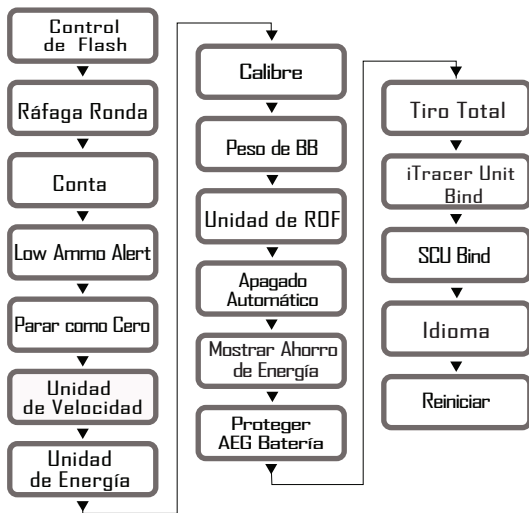 Control
de Flash
Ráfaga Ronda
Conta
Low Ammo Alert
Parar como Cero
Unidad
de Velocidad
Unidad
de Energía
Calibre
Peso de BB
Unidad de ROF
Apagado
Automático
Mostrar Ahorro
de Energía
Proteger
AEG Batería
Tiro Total
iTracer Unit
Bind
SCU Bind
Idioma
Reiniciar